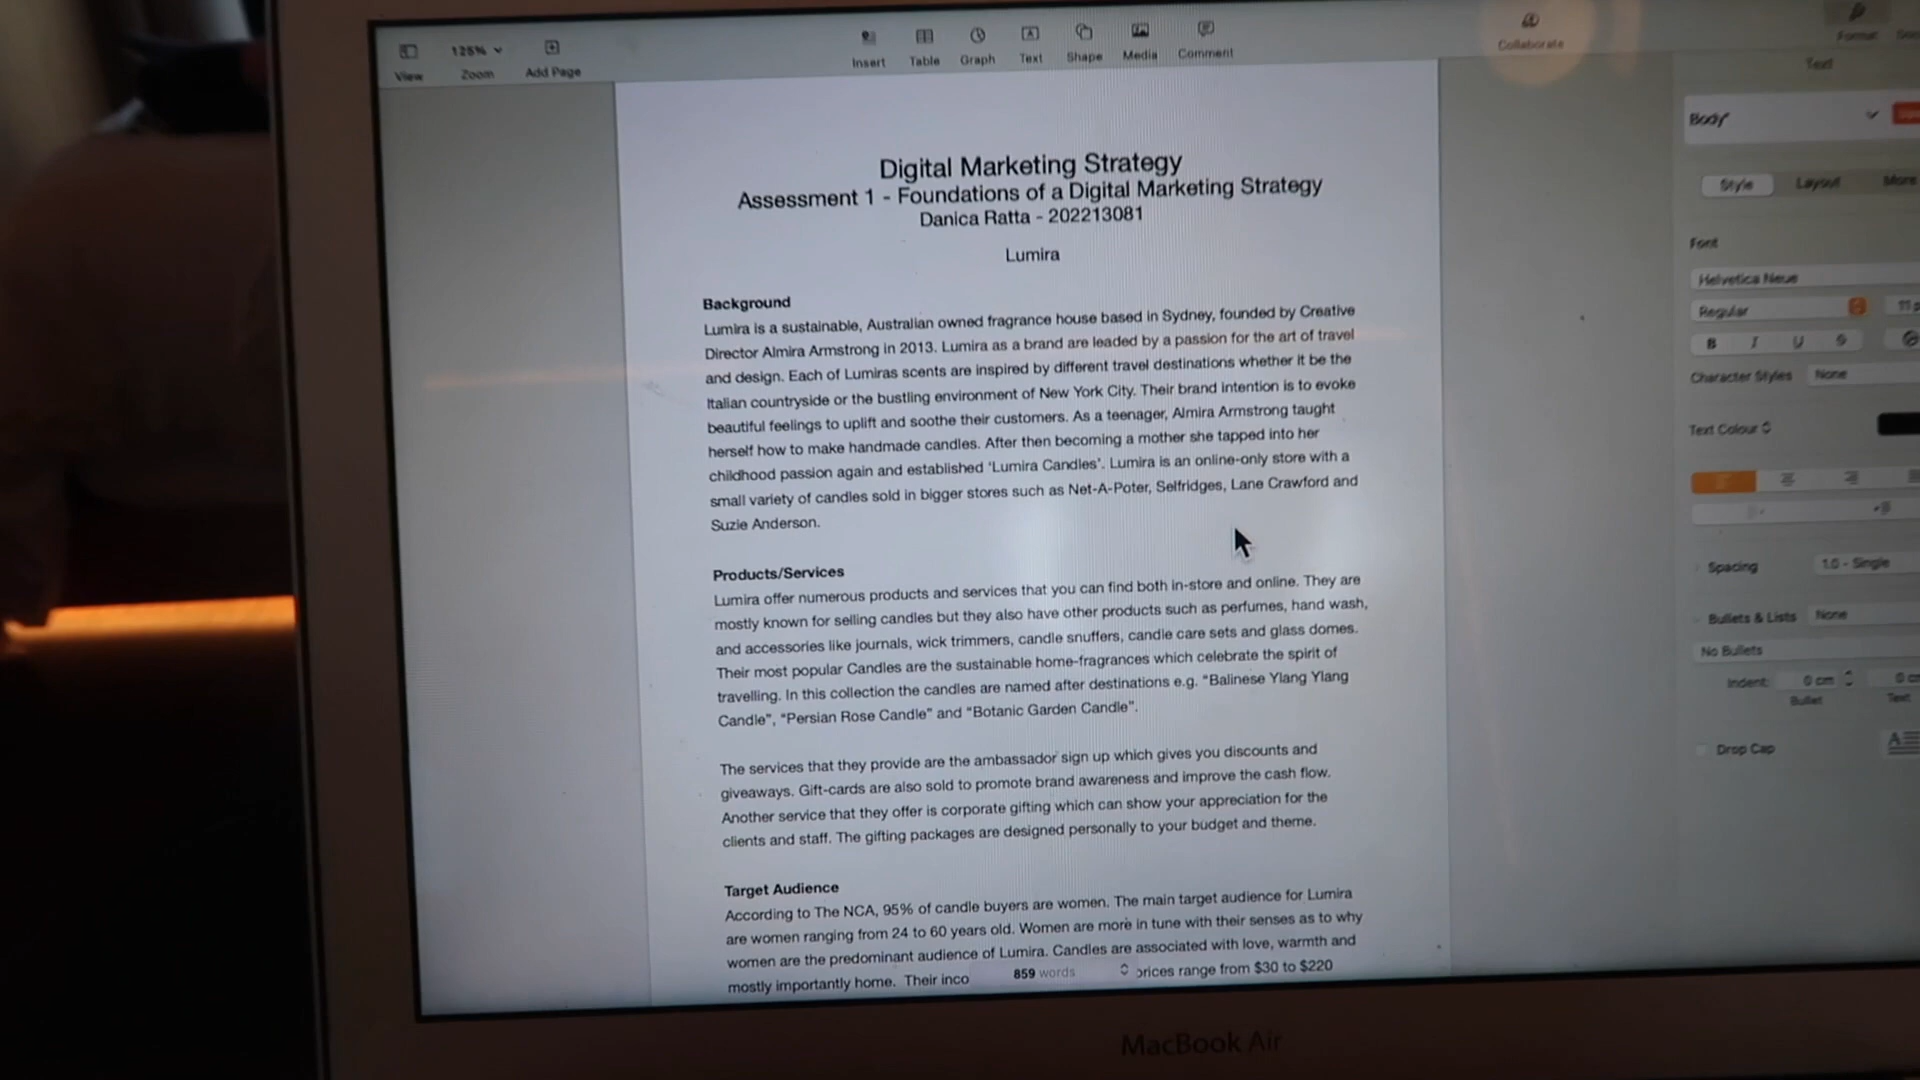 View
125%
Zoom
Add Page
Insert
Table
Graph
Text
Shape
Media
Comment
Collaborate
Format
Digital Marketing Strategy
Assessment 1 - Foundations of a Digital Marketing Strategy
Danica Ratta - 202213081
Lumira
Background
Lumira is a sustainable, Australian owned fragrance house based in Sydney, founded by Creative
Director Almira Armstrong in 2013. Lumira as a brand are leaded by a passion for the art of travel
and design. Each of Lumiras scents are inspired by different travel destinations whether it be the
Italian countryside or the bustling environment of New York City. Their brand intention is to evoke
beautiful feelings to uplift and soothe their customers. As a teenager, Almira Armstrong taught
herself how to make handmade candles. After then becoming a mother she tapped into her
childhood passion again and established ‘Lumira Candles’. Lumira is an online-only store with a
small variety of candles sold in bigger stores such as Net-A-Poter, Selfridges, Lane Crawford and
Suzie Anderson.
Products/Services
Lumira offer numerous products and services that you can find both in-store and online. They are
mostly known for selling candles but they also have other products such as perfumes, hand wash,
and accessories like journals, wick trimmers, candle snuffers, candle care sets and glass domes.
Their most popular Candles are the sustainable home-fragrances which celebrate the spirit of
travelling. In this collection the candles are named after destinations e.g. “Balinese Ylang Ylang
Candle”, “Persian Rose Candle” and “Botanic Garden Candle”.
The services that they provide are the ambassador sign up which gives you discounts and
giveaways. Gift-cards are also sold to promote brand awareness and improve the cash flow.
Another service that they offer is corporate gifting which can show your appreciation for the
clients and staff. The gifting packages are designed personally to your budget and theme.
Target Audience
According to The NCA, 95% of candle buyers are women. The main target audience for Lumira
are women ranging from 24 to 60 years old. Women are more in tune with their senses as to why
women are the predominant audience of Lumira. Candles are associated with love, warmth and
mostly importantly home. Their inco
859 words
prices range from $30 to $220
Text
Body*
Style
Layout
More
Font
Helvetica Neue
Regular
11 p
B I U S
Character Styles
None
Text Colour
Spacing
1.0 - Single
Bullets & Lists
None
No Bullets
Indent:
0 cm
0 cm
Bullet
Text
Drop Cap
MacBook Air